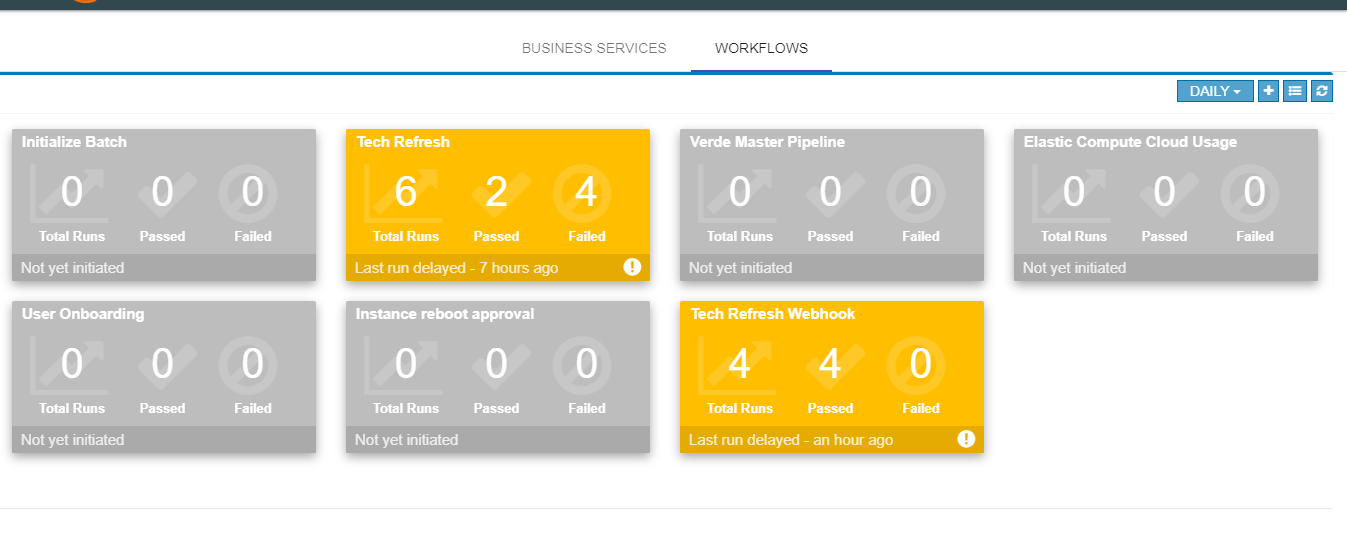 BUSINESS SERVICES WORKFLOWS
DAILY
Initialize Batch
0 0 0
Total Runs Passed Failed
Not yet initiated
Tech Refresh
6 2 4
Total Runs Passed Failed
Last run delayed - 7 hours ago
Verde Master Pipeline
0 0 0
Total Runs Passed Failed
Not yet initiated
Elastic Compute Cloud Usage
0 0 0
Total Runs Passed Failed
Not yet initiated
User Onboarding
0 0 0
Total Runs Passed Failed
Not yet initiated
Instance reboot approval
0 0 0
Total Runs Passed Failed
Not yet initiated
Tech Refresh Webhook
4 4 0
Total Runs Passed Failed
Last run delayed - an hour ago